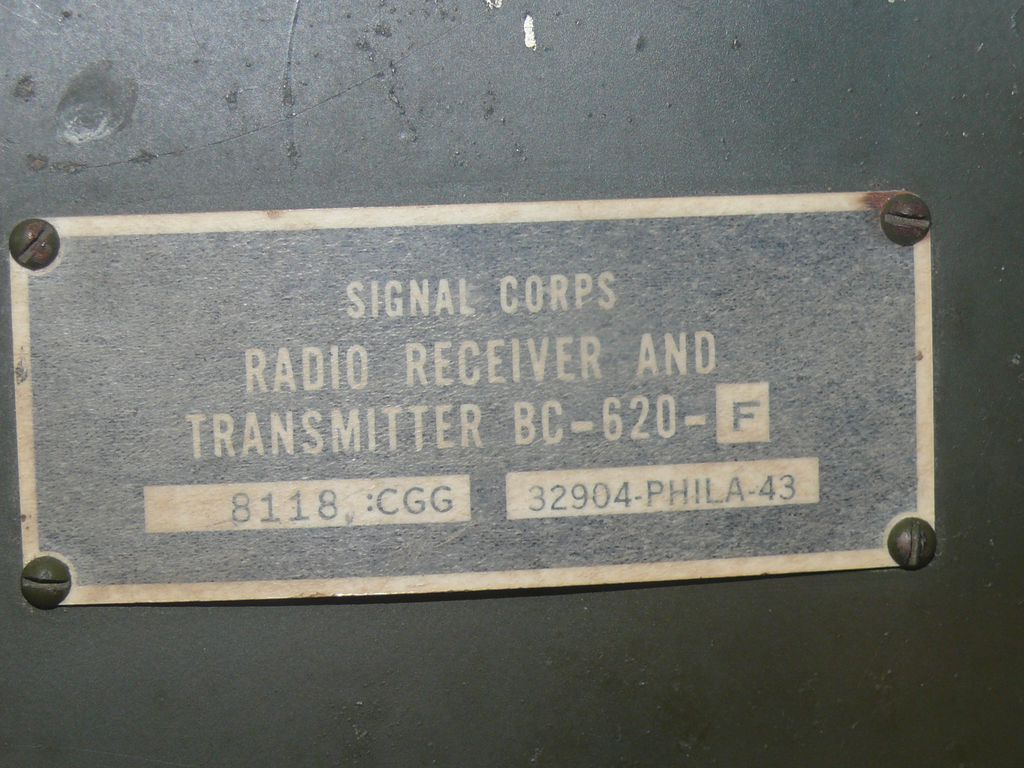 SIGNAL CORPS
RADIO RECEIVER AND
TRANSMITTER BC-620-F
8118, :CGG 32904-PHILA-43